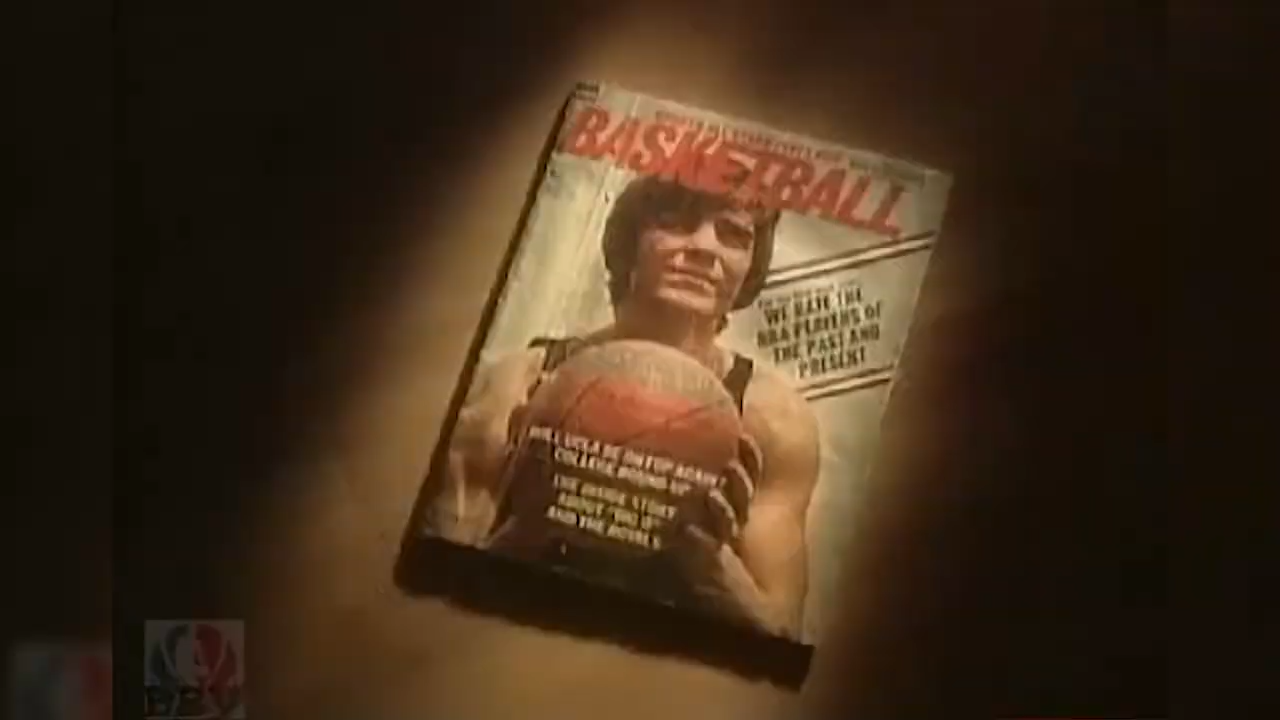 BASKETBALL
WE RATE THE
NBA PLAYERS OF
THE PAST AND
PRESENT
WILL UCLA BE ON TOP AGAIN?
COLLEGE ROUND-UP
THE INSIDE STORY
ABOUT "BIG O"
AND THE ROYALS